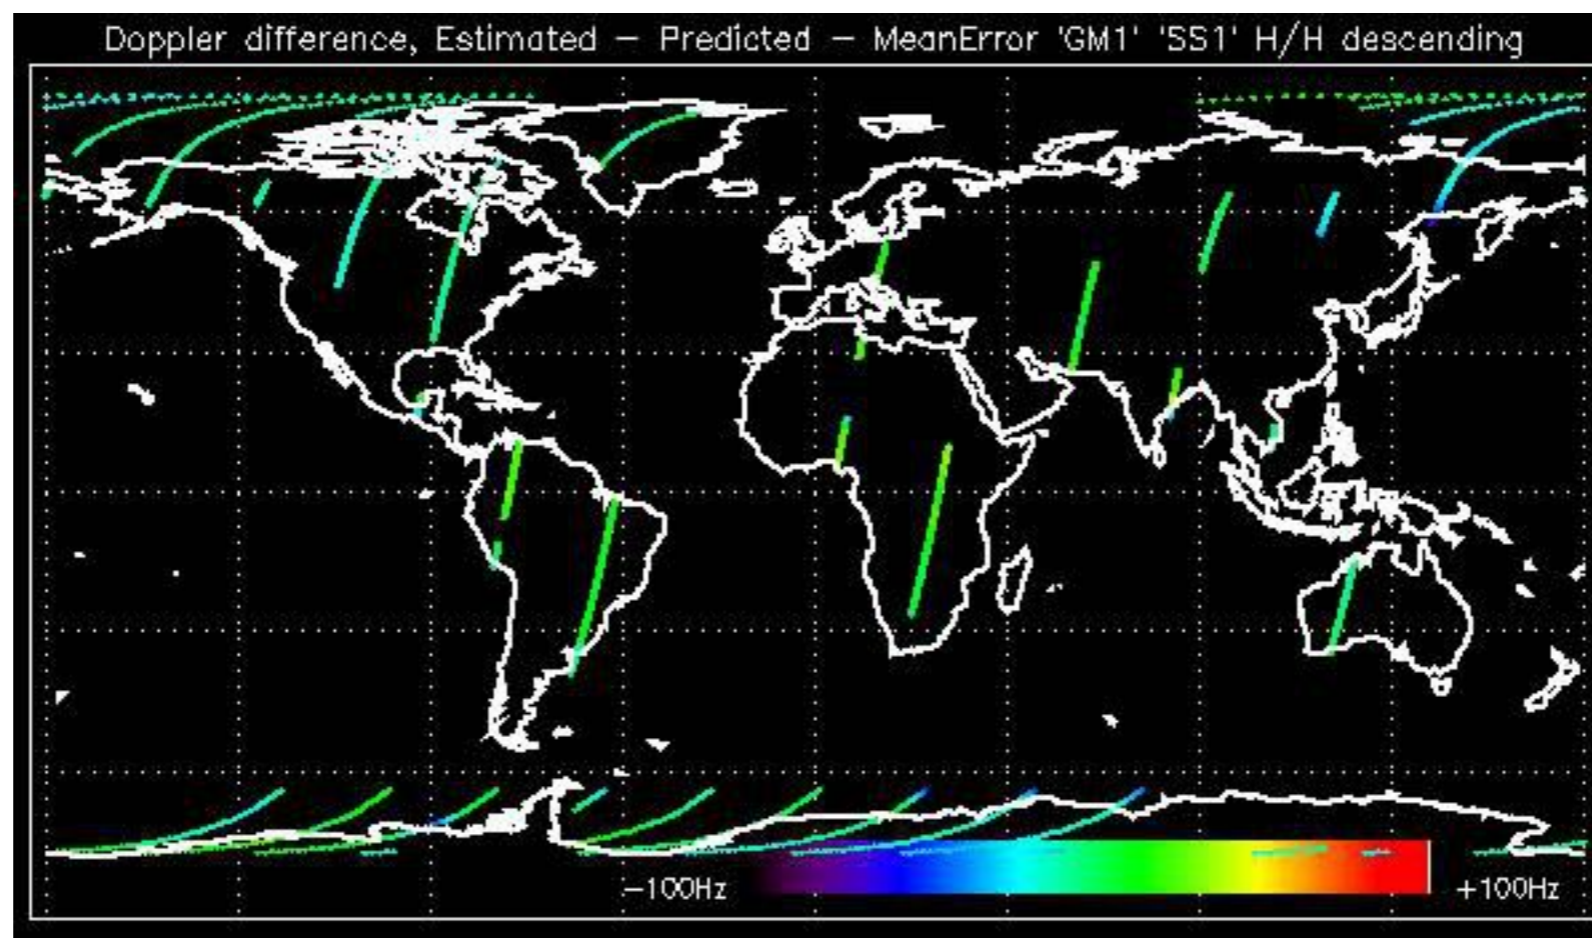 Doppler difference, Estimated – Predicted – MeanError 'GM1' 'SS1' H/H descending
–100Hz
+100Hz